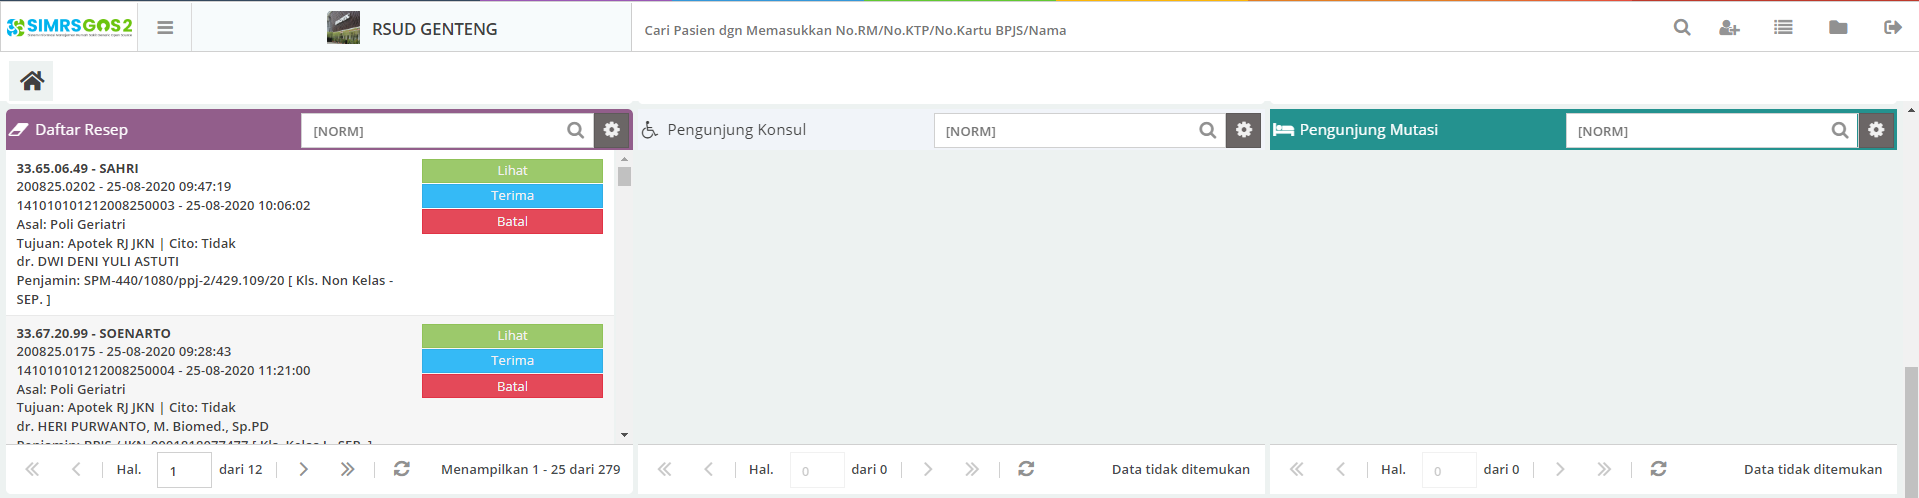 SIMRSGOS2
RSUD GENTENG
Cari Pasien dgn Memasukkan No.RM/No.KTP/No.Kartu BPJS/Nama
Daftar Resep
[NORM]
33.65.06.49 - SAHRI
200825.0202 - 25-08-2020 09:47:19
141010101212008250003 - 25-08-2020 10:06:02
Asal: Poli Geriatri
Tujuan: Apotek RJ JKN | Cito: Tidak
dr. DWI DENI YULI ASTUTI
Penjamin: SPM-440/1080/ppj-2/429.109/20 [ Kls. Non Kelas -
SEP. ]
Lihat
Terima
Batal
33.67.20.99 - SOENARTO
200825.0175 - 25-08-2020 09:28:43
141010101212008250004 - 25-08-2020 11:21:00
Asal: Poli Geriatri
Tujuan: Apotek RJ JKN | Cito: Tidak
dr. HERI PURWANTO, M. Biomed., Sp.PD
Lihat
Terima
Batal
Hal. 1 dari 12
Menampilkan 1 - 25 dari 279
Pengunjung Konsul
[NORM]
Hal. 0 dari 0
Data tidak ditemukan
Pengunjung Mutasi
[NORM]
Hal. 0 dari 0
Data tidak ditemukan